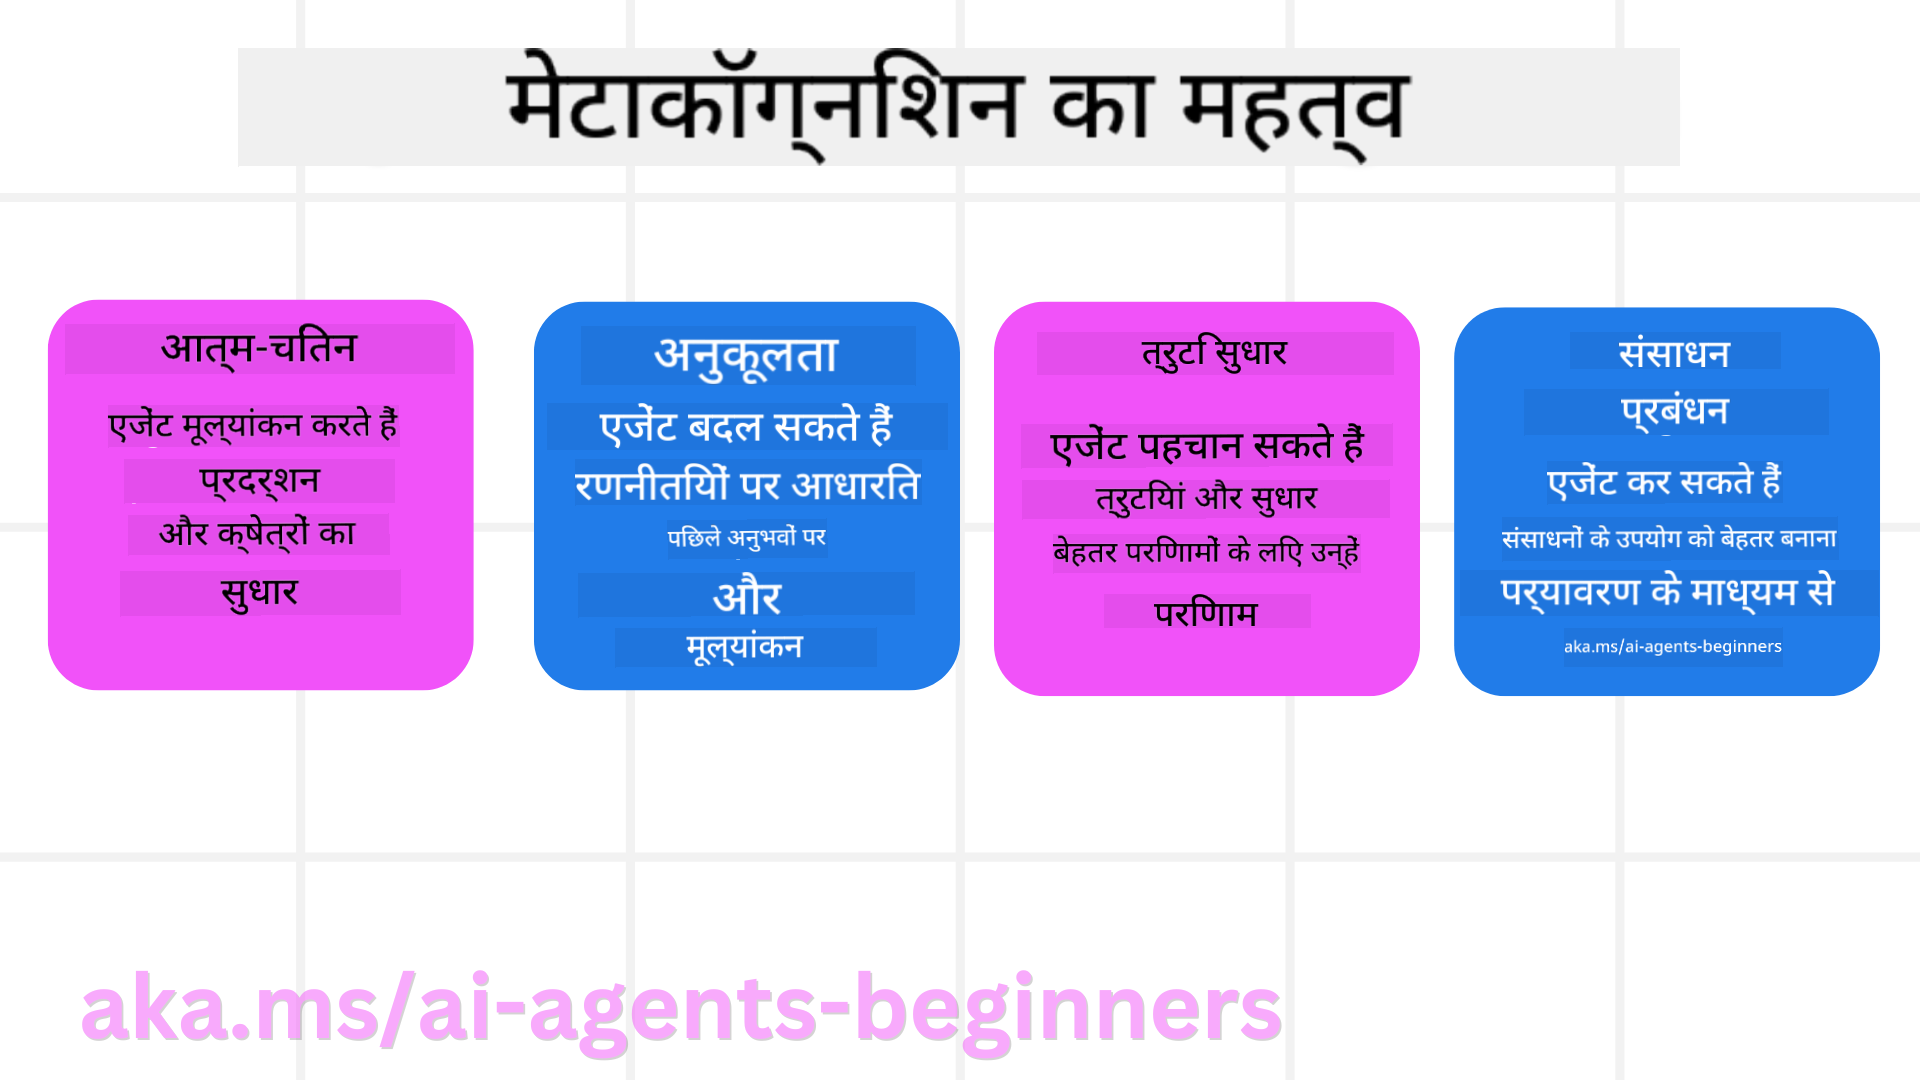 मेटाकॉग्निशन का महत्व
आत्म-चिंतन
एजेंट मूल्यांकन करते हैं
प्रदर्शन
और क्षेत्रों का
सुधार
अनुकूलता
एजेंट बदल सकते हैं
रणनीतियों पर आधारित
पिछले अनुभवों पर
और
मूल्यांकन
त्रुटि सुधार
एजेंट पहचान सकते हैं
त्रुटियां और सुधार
बेहतर परिणामों के लिए उन्हें
परिणाम
संसाधन
प्रबंधन
एजेंट कर सकते हैं
संसाधनों के उपयोग को बेहतर बनाना
पर्यावरण के माध्यम से
aka.ms/ai-agents-beginners
aka.ms/ai-agents-beginners